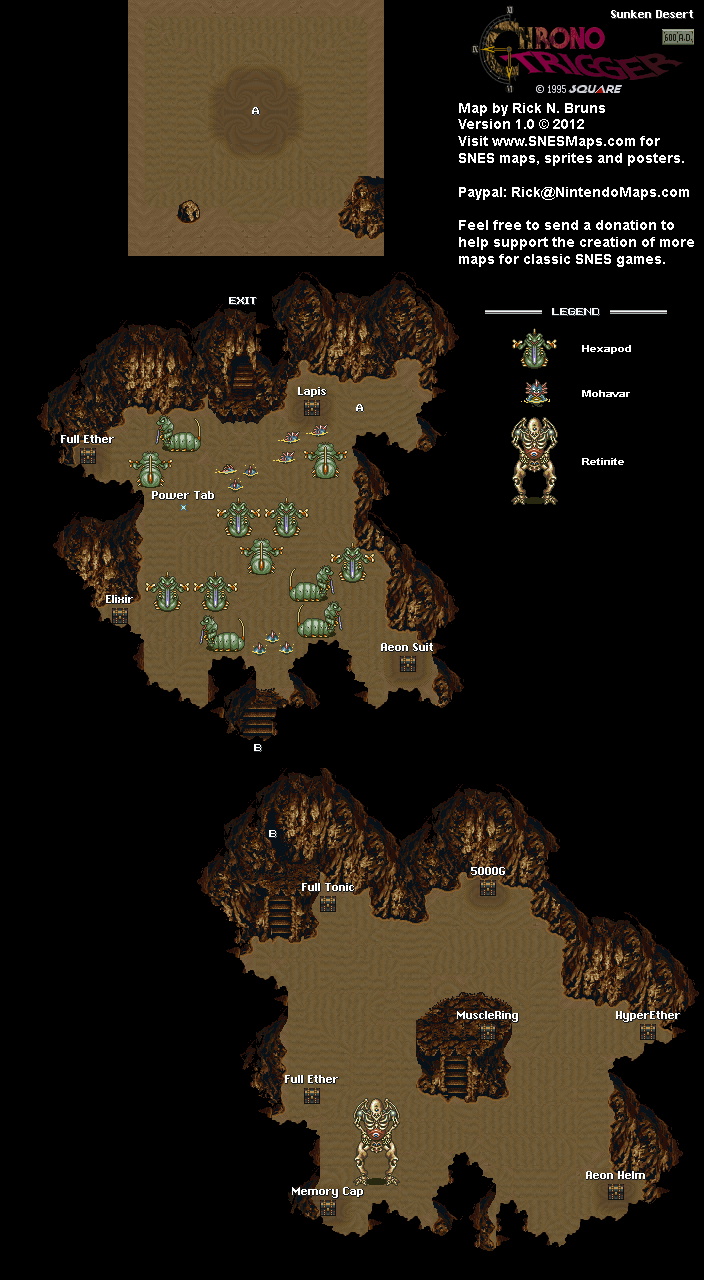 Sunken Desert
CHRONO
TRIGGER
600 A.D.
© 1995 SQUARE
Map by Rick N. Bruns
Version 1.0 © 2012
Visit www.SNESMaps.com for
SNES maps, sprites and posters.
Paypal: Rick@NintendoMaps.com
Feel free to send a donation to
help support the creation of more
maps for classic SNES games.
A
EXIT
LEGEND
Hexapod
Mohavar
Retinite
Lapis
A
Full Ether
Power Tab
Elixir
Aeon Suit
B
B
5000G
Full Tonic
MuscleRing
HyperEther
Full Ether
Aeon Helm
Memory Cap